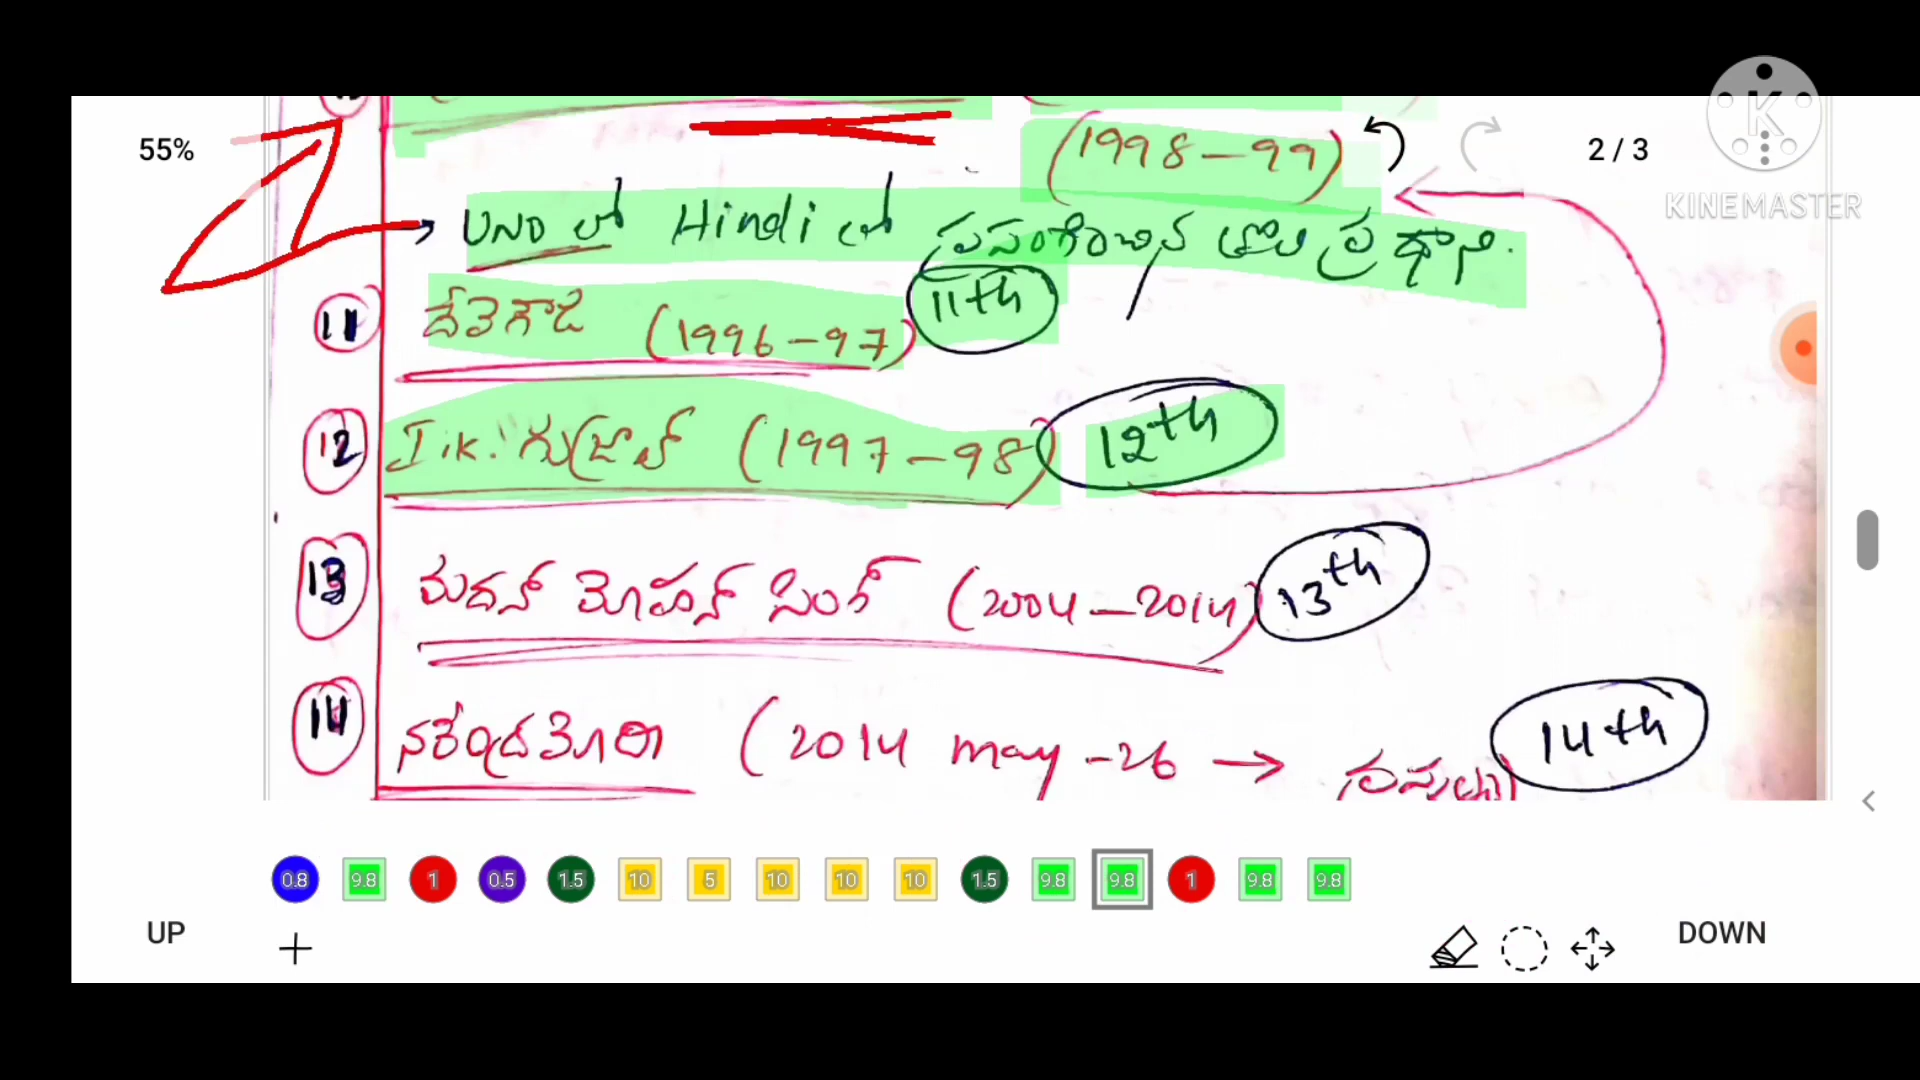 55%
2 / 3
KINEMASTER
(1998-99)
UNO లో Hindi లో ప్రసంగించిన తొలి ప్రధాని.
11 దేవెగౌడ (1996-97) 11th
12 I.K. గుజ్రాల్ (1997-98) 12th
13 మదన్ మోహన్ సింగ్ (2004-2014) 13th
14 నరేంద్రమోదీ (2014 may-26 → 14th
0.8 9.8 1 0.5 1.5 10 5 10 10 10 1.5 9.8 9.8 1 9.8 9.8
UP
DOWN